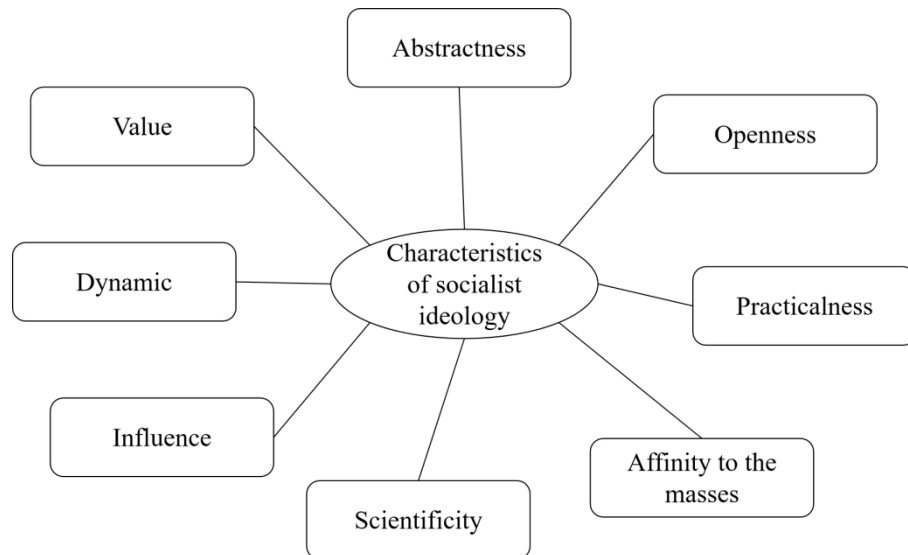 Abstractness
Value
Openness
Characteristics
of socialist
ideology
Dynamic
Practicalness
Influence
Affinity to the
masses
Scientificity